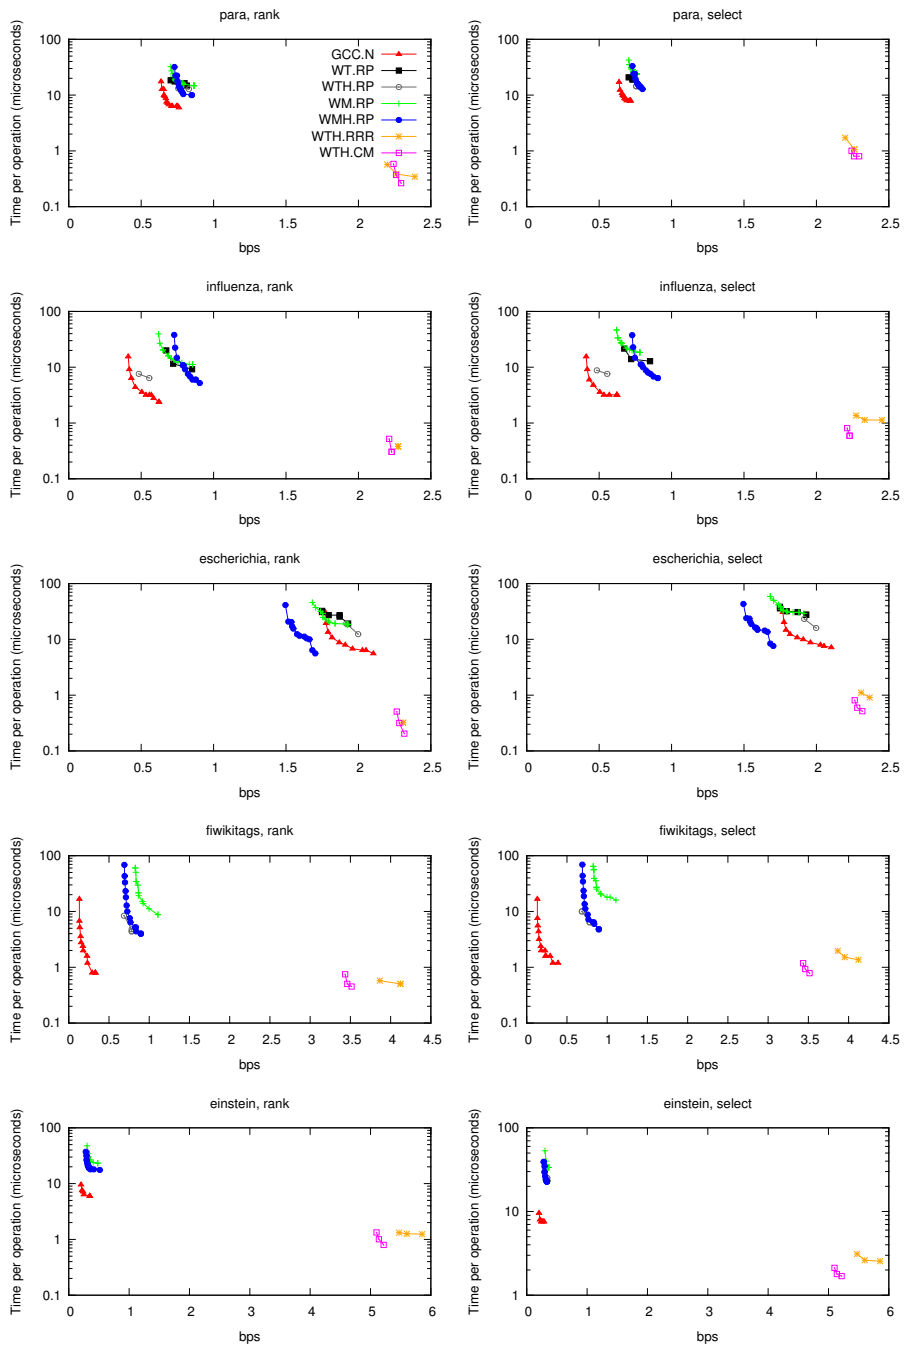 para, rank
Time per operation (microseconds)
100
10
1
0.1
GCC.N
WT.RP
WTH.RP
WM.RP
WMH.RP
WTH.RRR
WTH.CM
0 0.5 1 1.5 2 2.5
bps
para, select
Time per operation (microseconds)
100
10
1
0.1
0 0.5 1 1.5 2 2.5
bps
influenza, rank
Time per operation (microseconds)
100
10
1
0.1
0 0.5 1 1.5 2 2.5
bps
influenza, select
Time per operation (microseconds)
100
10
1
0.1
0 0.5 1 1.5 2 2.5
bps
escherichia, rank
Time per operation (microseconds)
100
10
1
0.1
0 0.5 1 1.5 2 2.5
bps
escherichia, select
Time per operation (microseconds)
100
10
1
0.1
0 0.5 1 1.5 2 2.5
bps
fiwikitags, rank
Time per operation (microseconds)
100
10
1
0.1
0 0.5 1 1.5 2 2.5 3 3.5 4 4.5
bps
fiwikitags, select
Time per operation (microseconds)
100
10
1
0.1
0 0.5 1 1.5 2 2.5 3 3.5 4 4.5
bps
einstein, rank
Time per operation (microseconds)
100
10
1
0.1
0 1 2 3 4 5 6
bps
einstein, select
Time per operation (microseconds)
100
10
1
0 1 2 3 4 5 6
bps